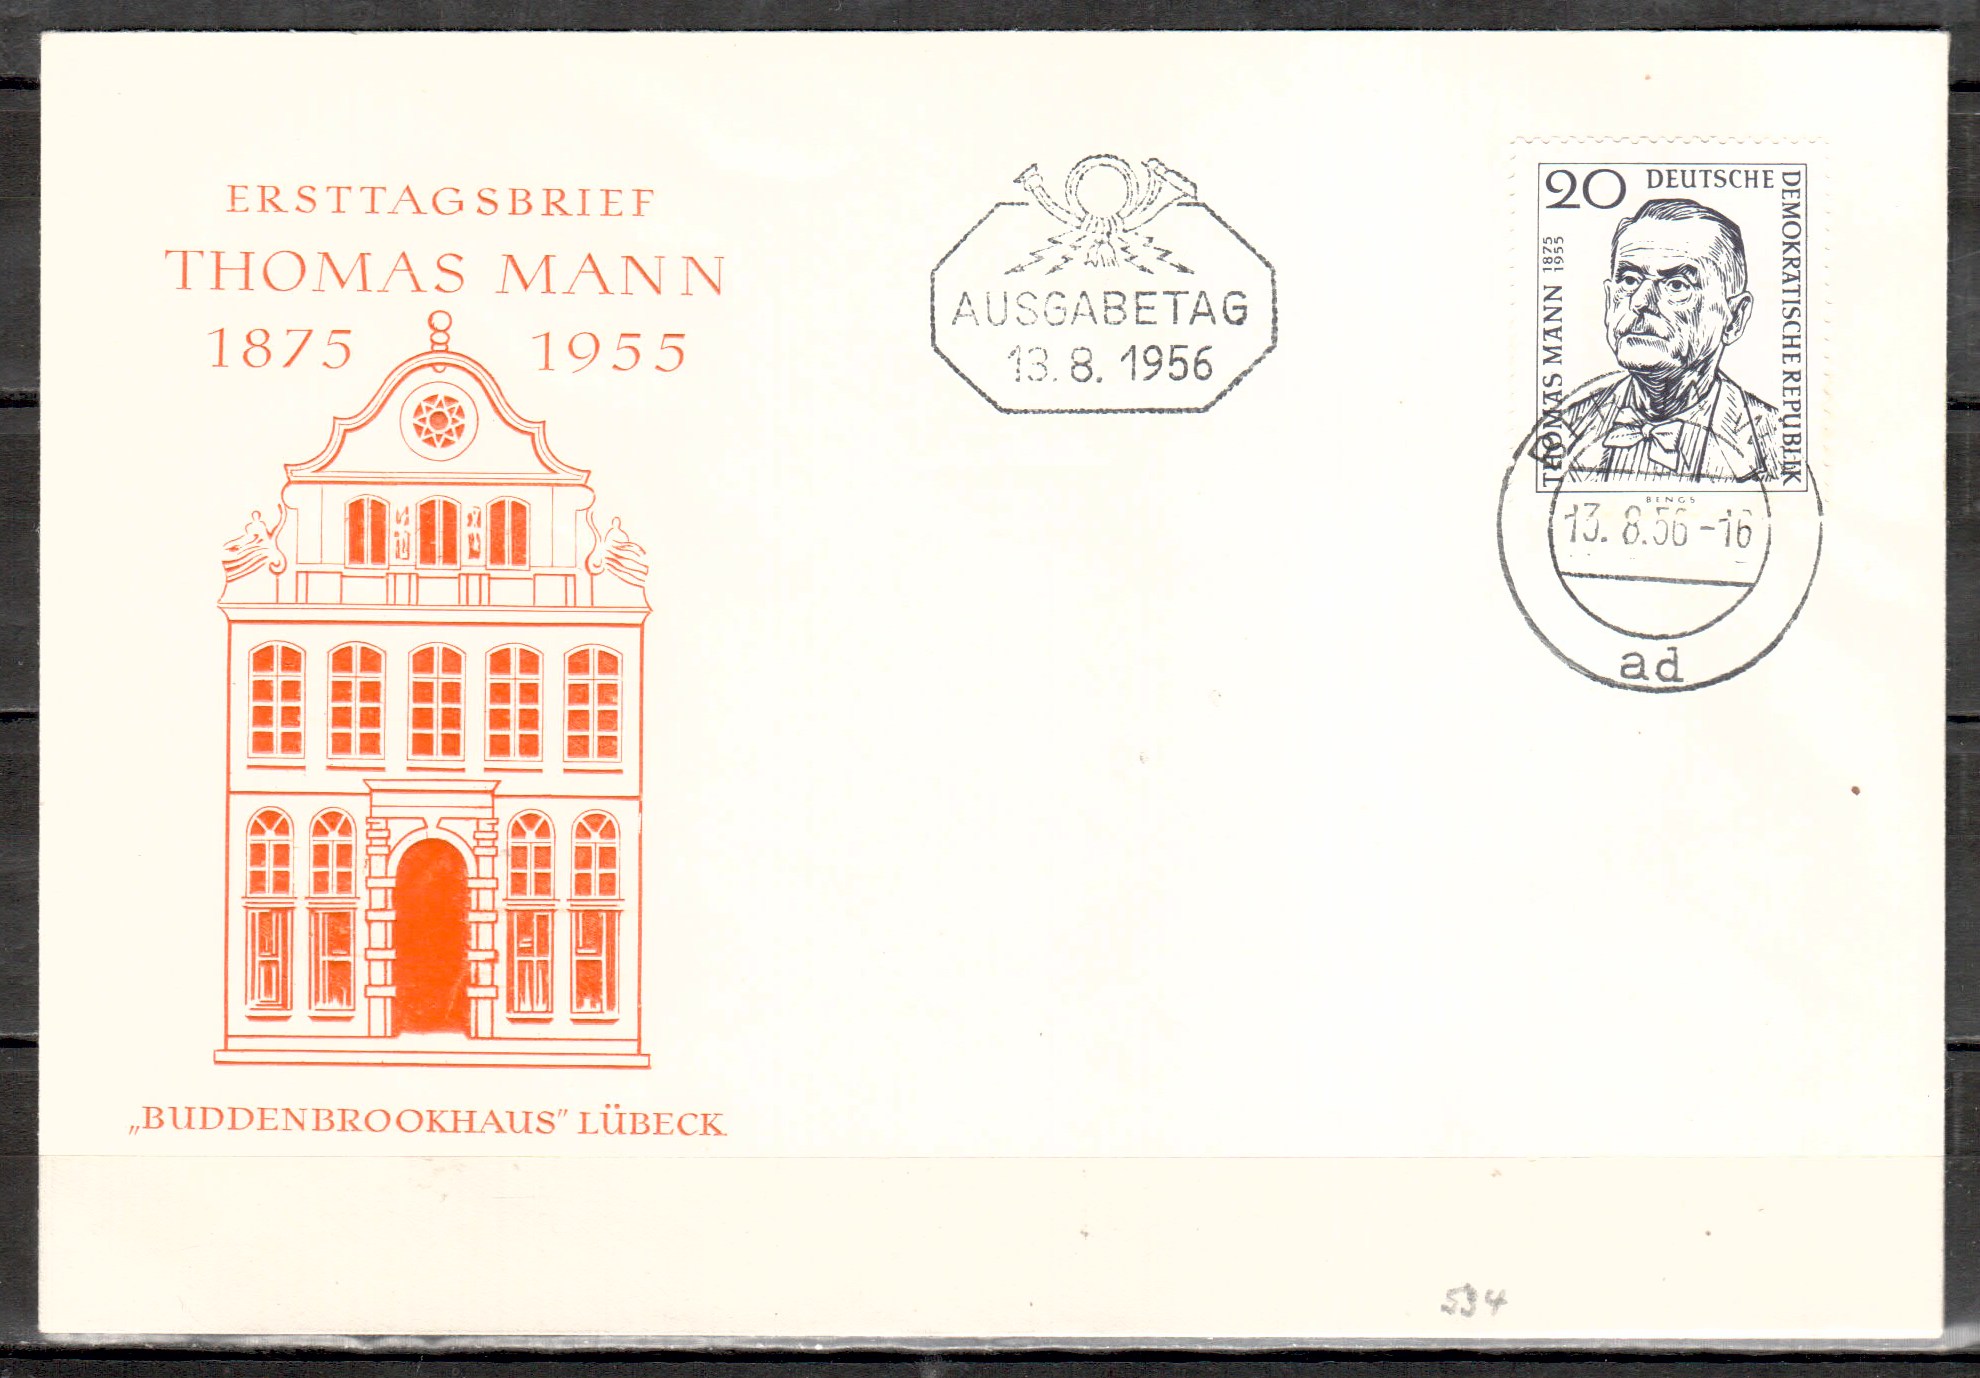 ERSTTAGSBRIEF
THOMAS MANN
1875 1955
„BUDDENBROOKHAUS” LÜBECK
AUSGABETAG
13. 8. 1956
20 DEUTSCHE
DEMOKRATISCHE REPUBLIK
THOMAS MANN 1875 1955
BENGS
13. 8.56 -16
ad
534